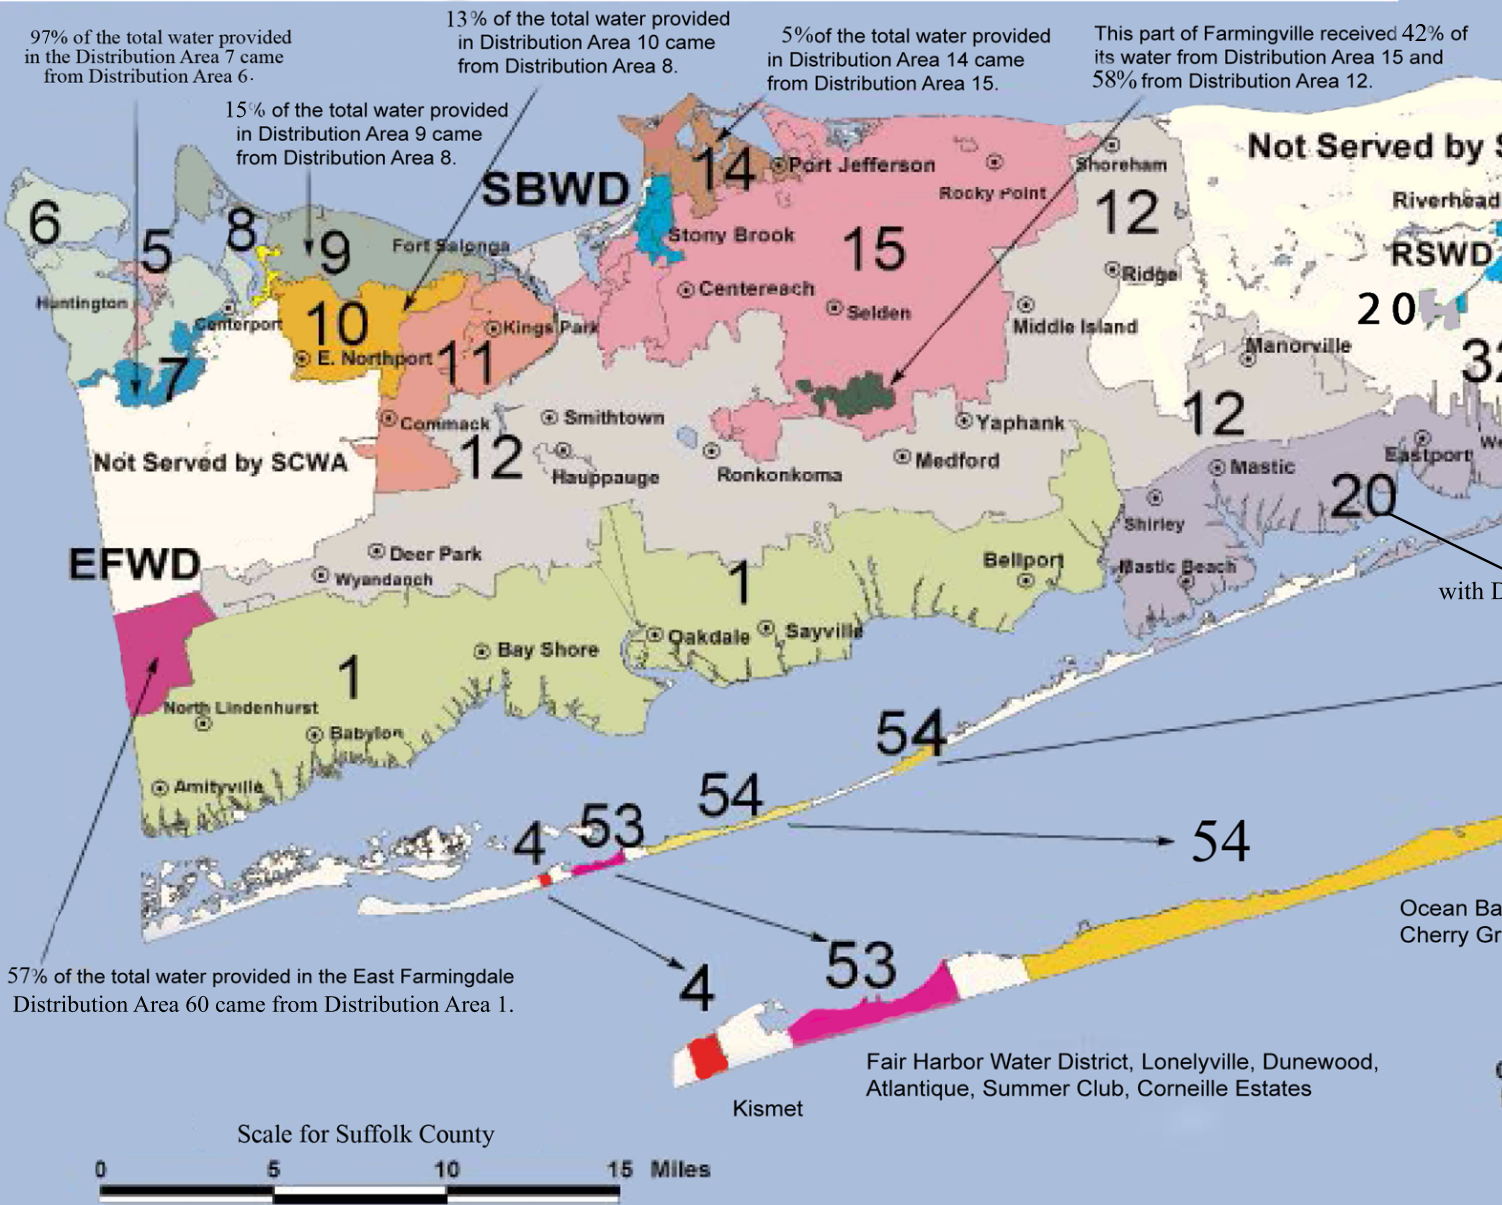 97% of the total water provided
in the Distribution Area 7 came
from Distribution Area 6.
15% of the total water provided
in Distribution Area 9 came
from Distribution Area 8.
13% of the total water provided
in Distribution Area 10 came
from Distribution Area 8.
5%of the total water provided
in Distribution Area 14 came
from Distribution Area 15.
This part of Farmingville received 42% of
its water from Distribution Area 15 and
58% from Distribution Area 12.
Not Served by S
Riverhead
RSWD
20
32
6
5
8
9
SBWD
14
Port Jefferson
Rocky Point
Shoreham
12
Fort Salonga
Stony Brook
15
Huntington
Centerport
10
Kings Park
E. Northport
11
7
Centereach
Selden
Ridge
Middle Island
Manorville
Commack
Smithtown
12
Hauppauge
Ronkonkoma
Medford
Yaphank
12
Mastic
Eastport
We
20
Shirley
Mastic Beach
with D
Not Served by SCWA
EFWD
Deer Park
Wyandanch
1
Bellport
Oakdale
Sayville
Bay Shore
1
North Lindenhurst
Babylon
Amityville
54
54
53
4
54
Ocean Ba
Cherry Gr
53
4
57% of the total water provided in the East Farmingdale
Distribution Area 60 came from Distribution Area 1.
Fair Harbor Water District, Lonelyville, Dunewood,
Atlantique, Summer Club, Corneille Estates
Kismet
Scale for Suffolk County
0 5 10 15 Miles